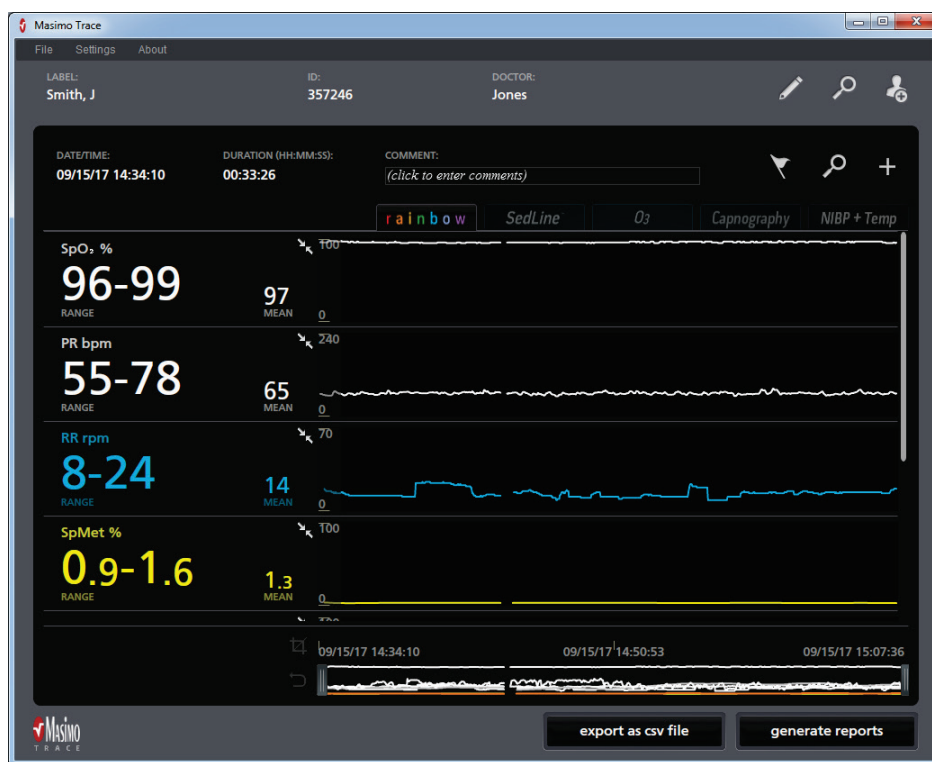 Masimo Trace
File Settings About
LABEL: ID: DOCTOR:
Smith, J 357246 Jones
DATE/TIME: DURATION (HH:MM:SS): COMMENT:
09/15/17 14:34:10 00:33:26 (click to enter comments)
rainbow SedLine O3 Capnography NIBP + Temp
SpO₂ % 100
96-99 97
RANGE MEAN 0
PR bpm 240
55-78 65
RANGE MEAN 0
RR rpm 70
8-24 14
RANGE MEAN 0
SpMet % 100
0.9-1.6 1.3
RANGE MEAN 0
09/15/17 14:34:10 09/15/17 14:50:53 09/15/17 15:07:36
Masimo export as csv file generate reports
TRACE